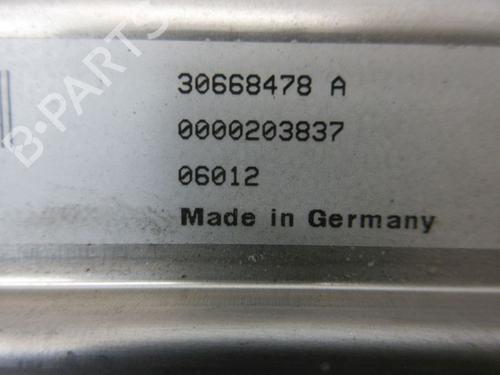 30668478 A
0000203837
06012
Made in Germany
B-PARTS